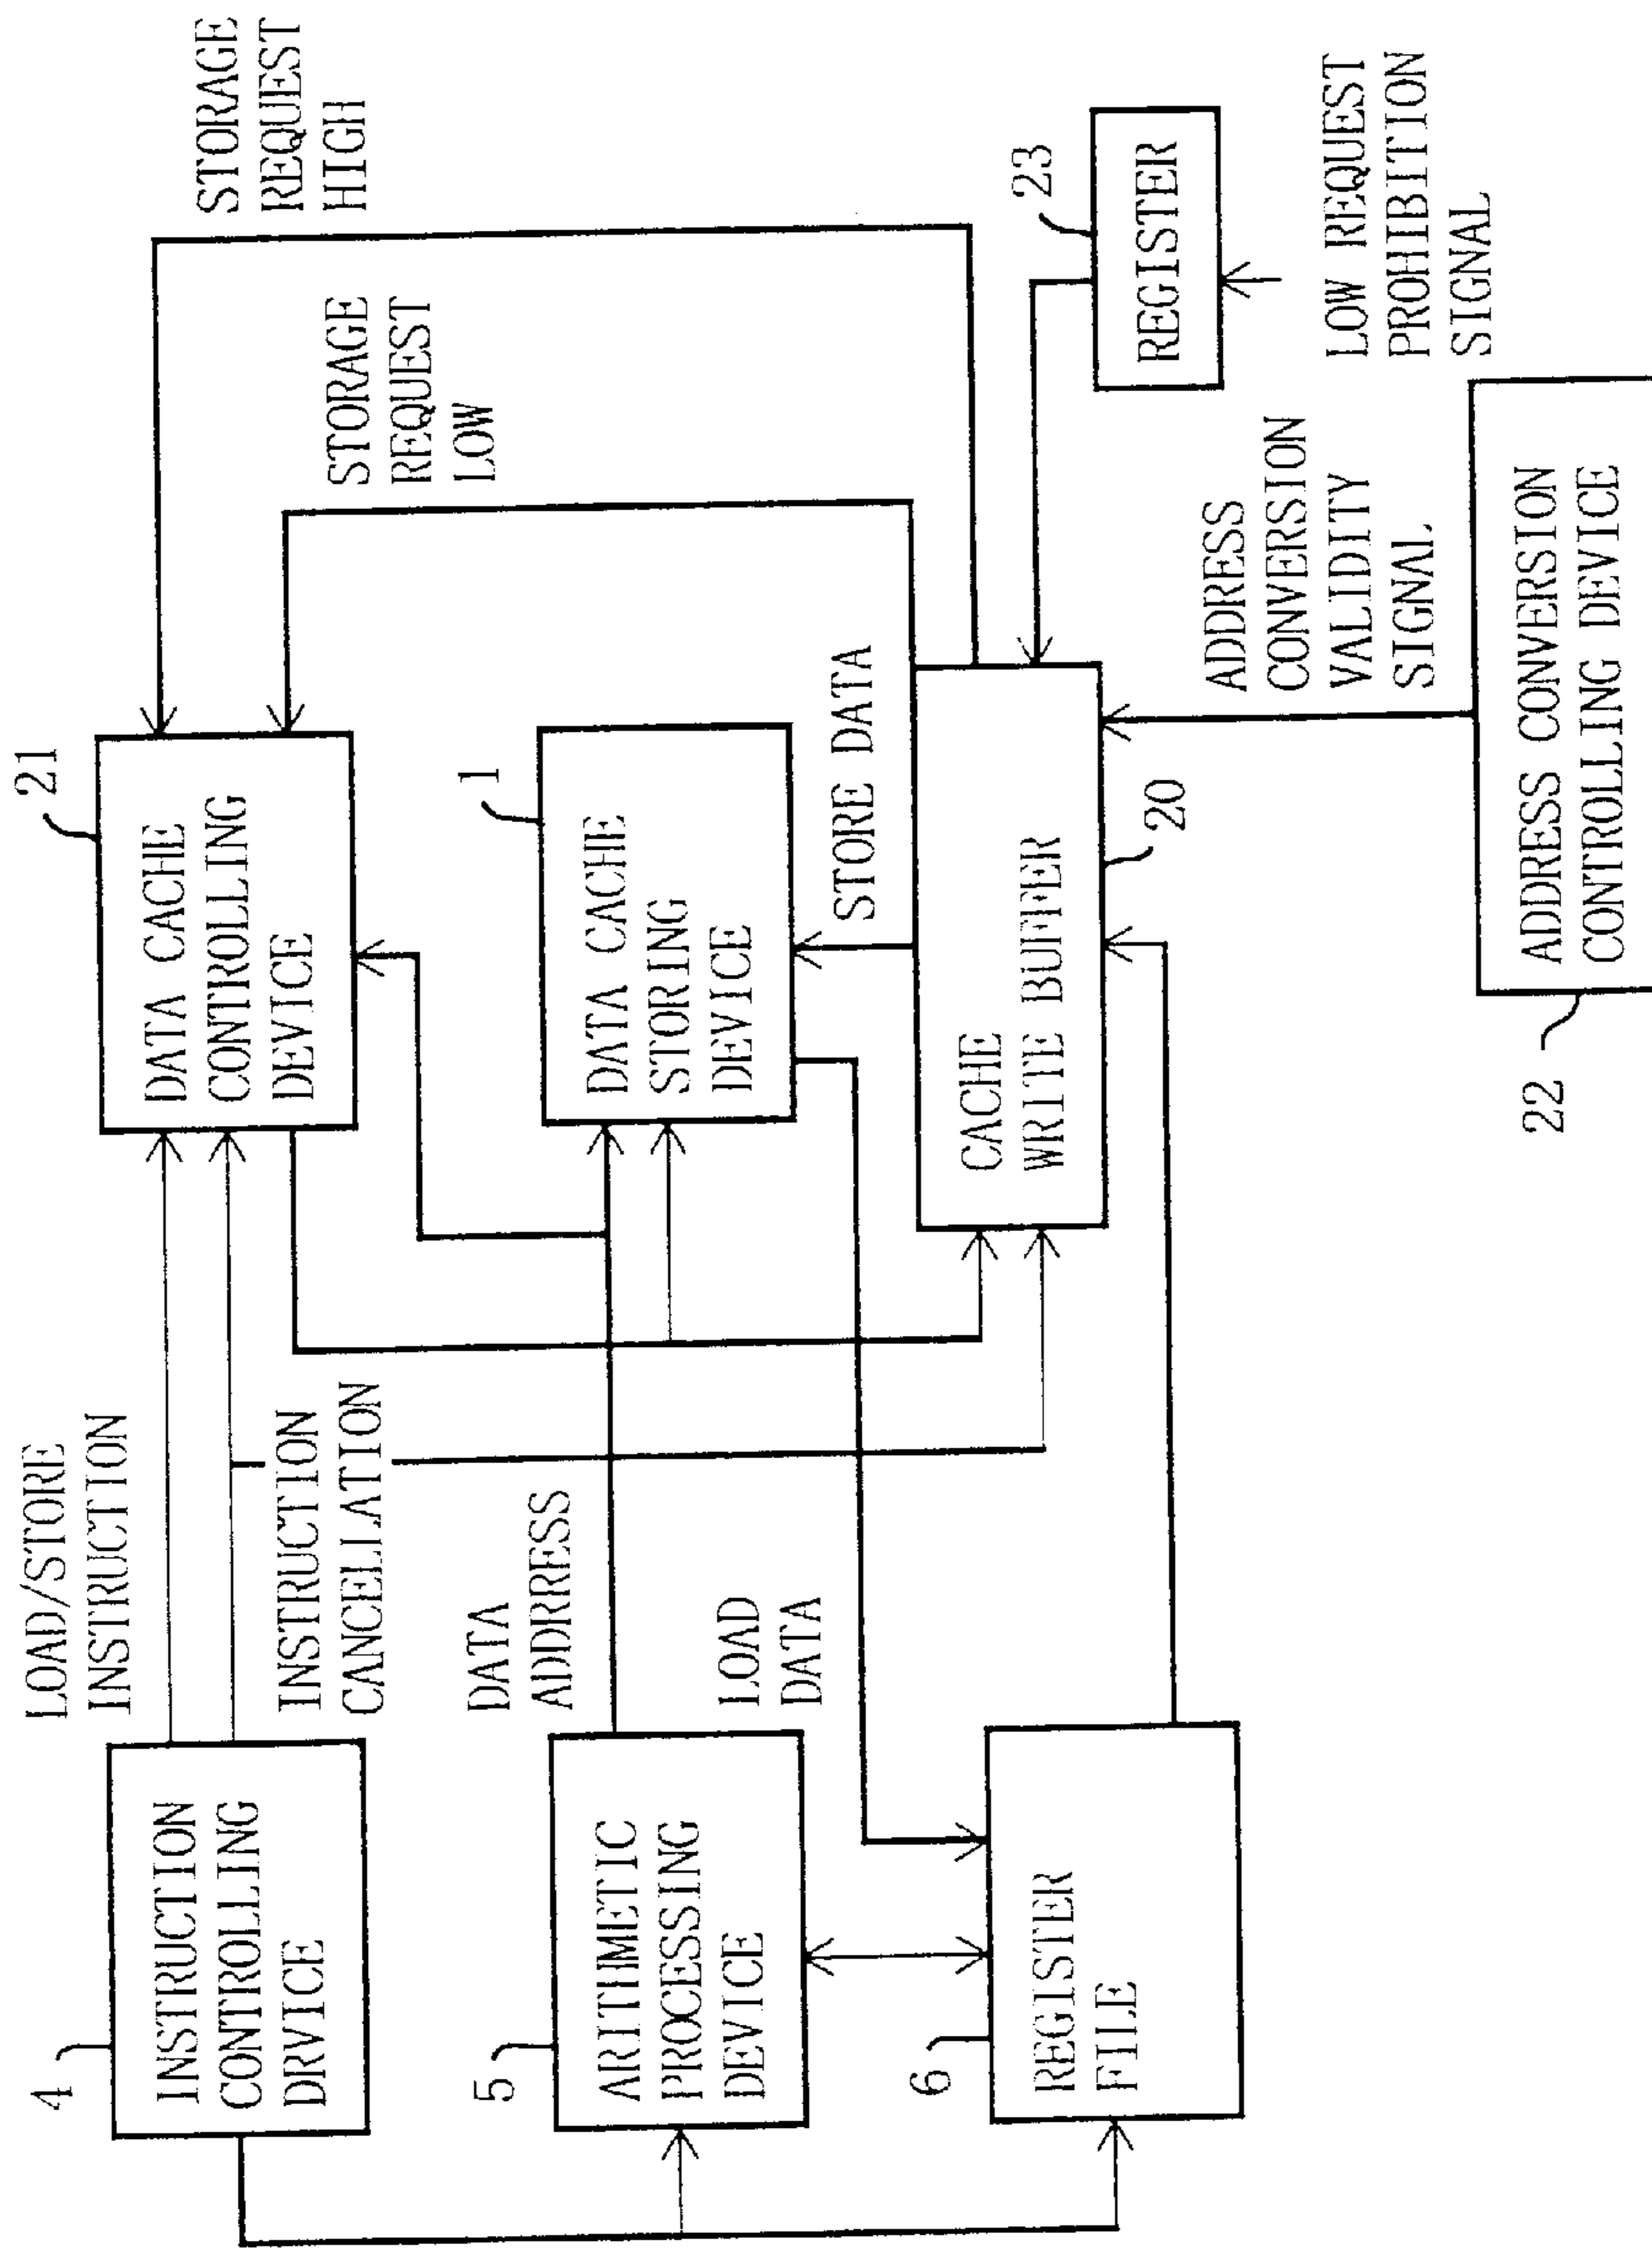 4
INSTRUCTION
CONTROLLING
DRVICE
LOAD/STORE
INSTRUCTION
INSTRUCTION
CANCELLATION
21
DATA CACHE
CONTROLLING
DEVICE
STORAGE
REQUEST
HIGH
STORAGE
REQUEST
LOW
5
ARITHMETIC
PROCESSING
DEVICE
DATA
ADDRRESS
LOAD
DATA
1
DATA CACHE
STORING
DEVICE
STORE DATA
6
REGISTER
FILE
CACHE
WRITE BUFFER
20
23
REGISTER
LOW REQUEST
PROHIBITION
SIGNAL
ADDRESS
CONVERSION
VALIDITY
SIGNAL
22
ADDRESS CONVERSION
CONTROLLING DEVICE